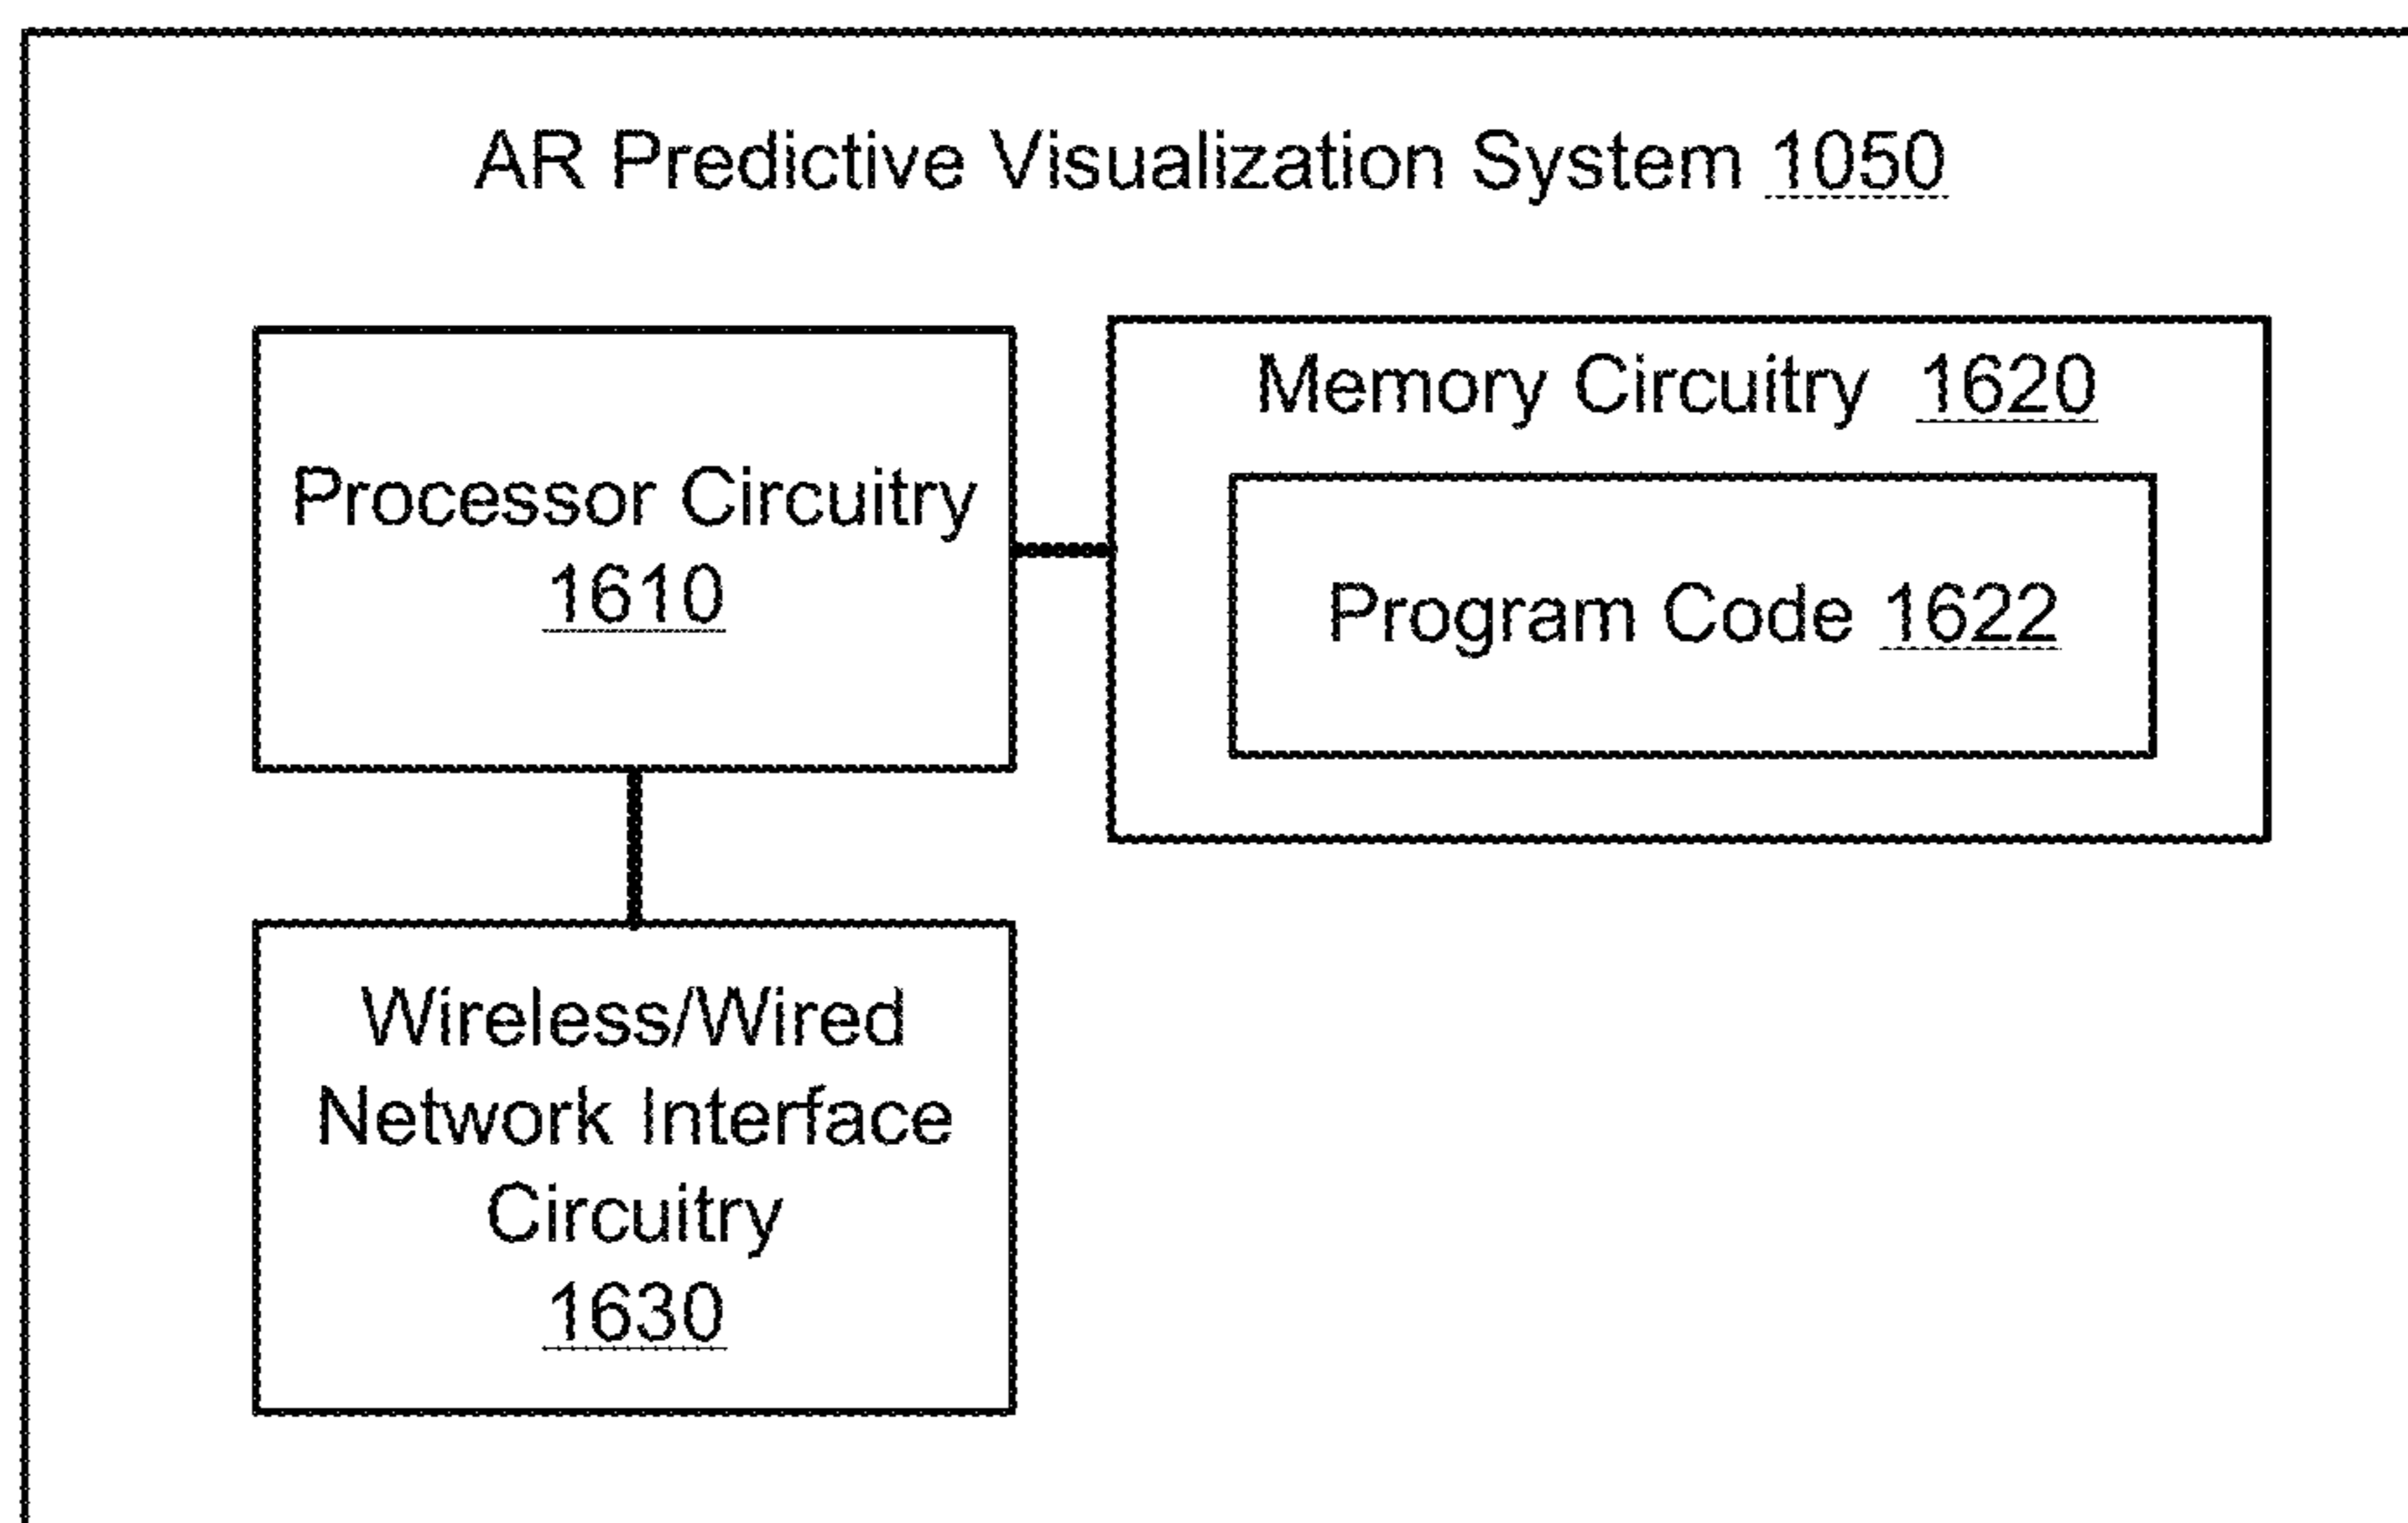 AR Predictive Visualization System 1050
Processor Circuitry
1610
Memory Circuitry 1620
Program Code 1622
Wireless/Wired
Network Interface
Circuitry
1630